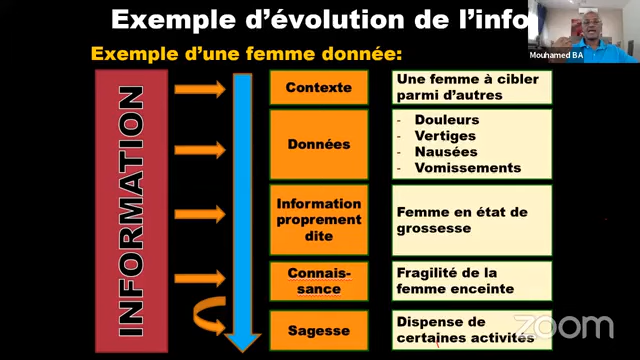 Exemple d'évolution de l'info
Mouhamed BA
Exemple d'une femme donnée:
INFORMATION
Contexte
Une femme à cibler
parmi d'autres
Données
- Douleurs
- Vertiges
- Nausées
- Vomissements
Information
proprement
dite
Femme en état de
grossesse
Connais-
sance
Fragilité de la
femme enceinte
Sagesse
Dispense de
certaines activités
zoom